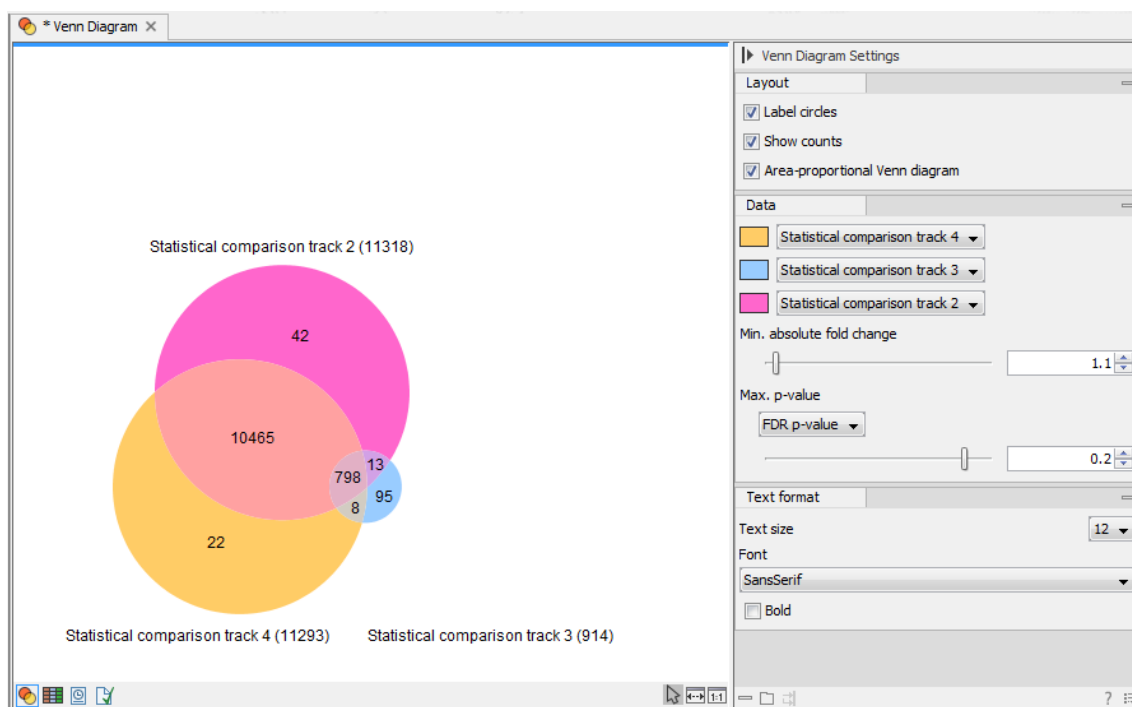 * Venn Diagram
Statistical comparison track 2 (11318)
42
10465
13
798
95
8
22
Statistical comparison track 4 (11293)
Statistical comparison track 3 (914)
1:1
Venn Diagram Settings
Layout
Label circles
Show counts
Area-proportional Venn diagram
Data
Statistical comparison track 4
Statistical comparison track 3
Statistical comparison track 2
Min. absolute fold change
1.1
Max. p-value
FDR p-value
0.2
Text format
Text size
12
Font
SansSerif
Bold
?